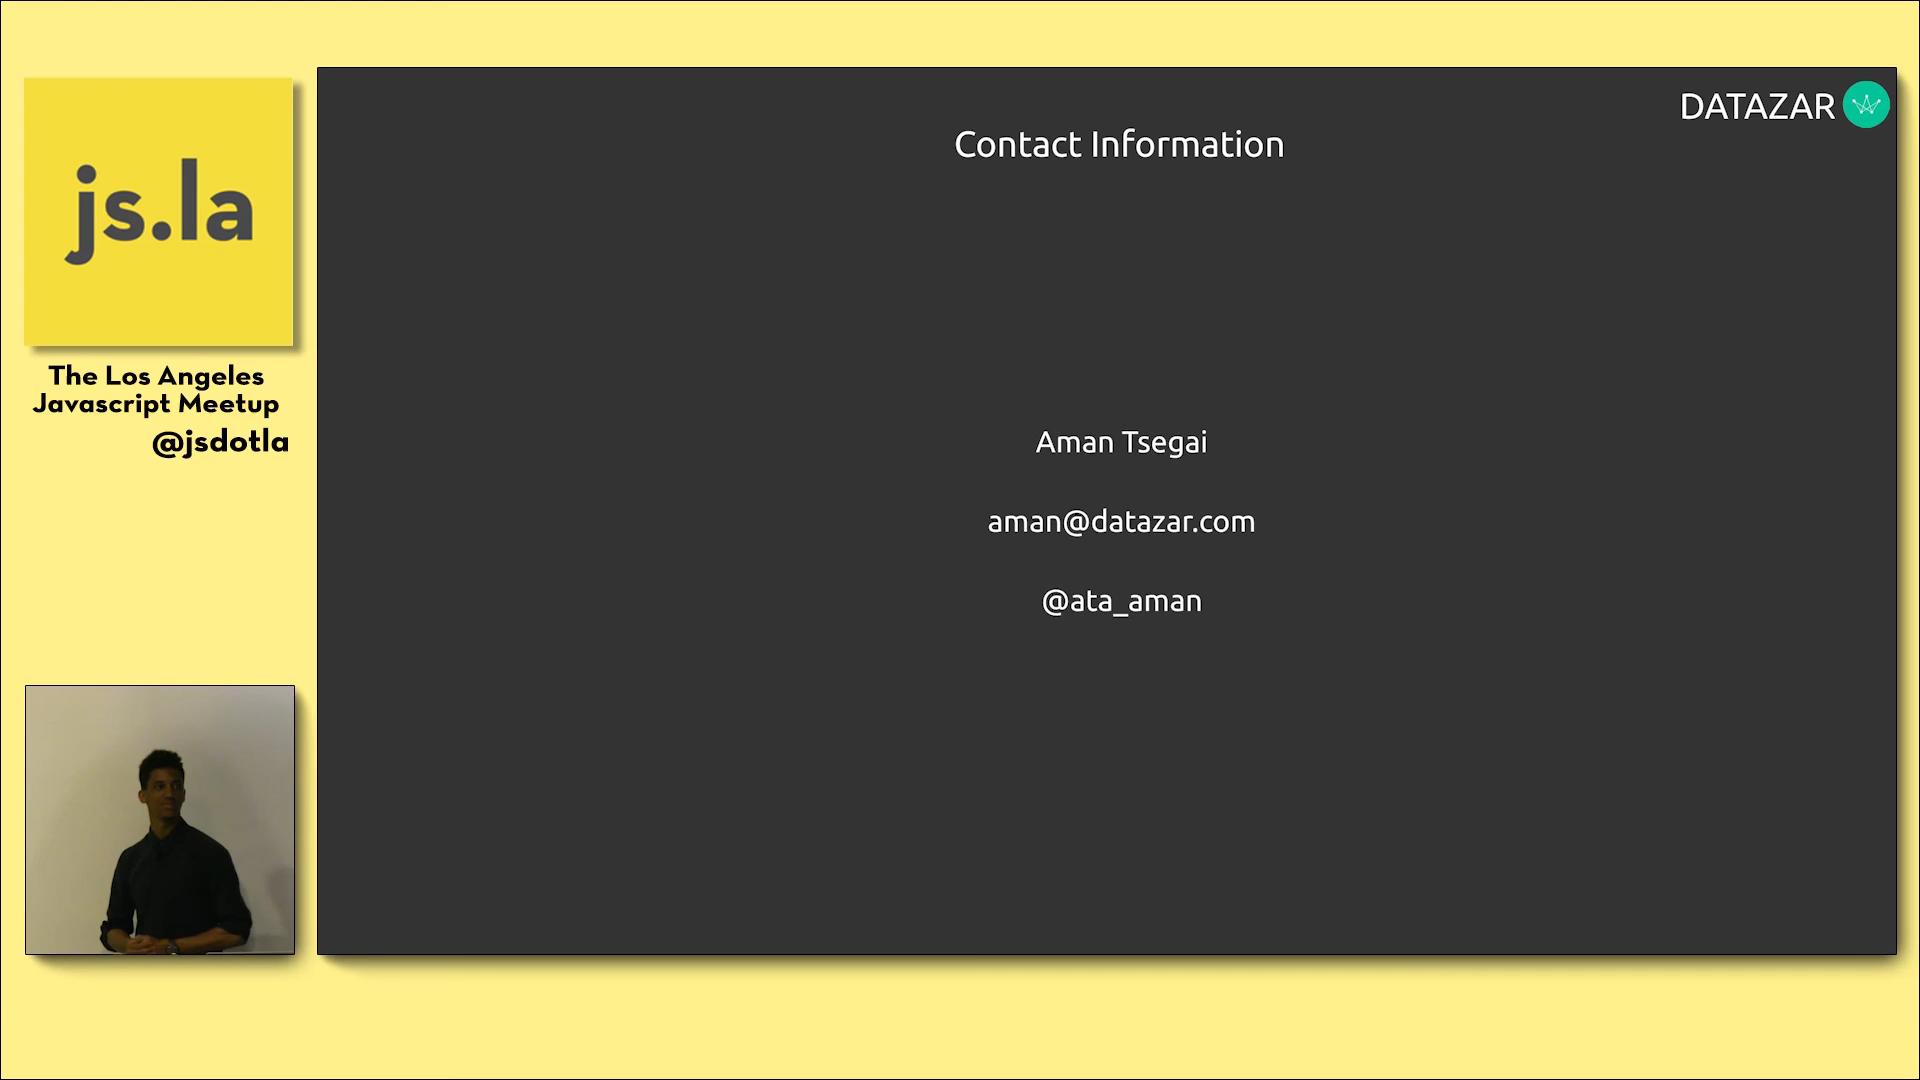 js.la
The Los Angeles
Javascript Meetup
@jsdotla
DATAZAR
Contact Information
Aman Tsegai
aman@datazar.com
@ata_aman